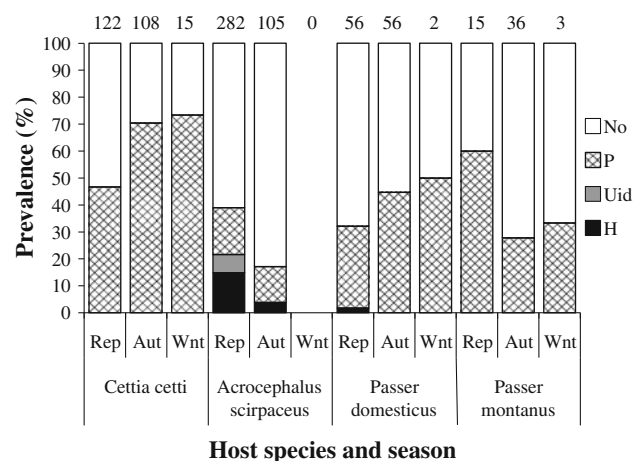 122 108 15 282 105 0 56 56 2 15 36 3
100
90
80
70
60
50
40
30
20
10
0
Prevalence (%)
No
P
Uid
H
Rep Aut Wnt Rep Aut Wnt Rep Aut Wnt Rep Aut Wnt
Cettia cetti Acrocephalus scirpaceus Passer domesticus Passer montanus
Host species and season